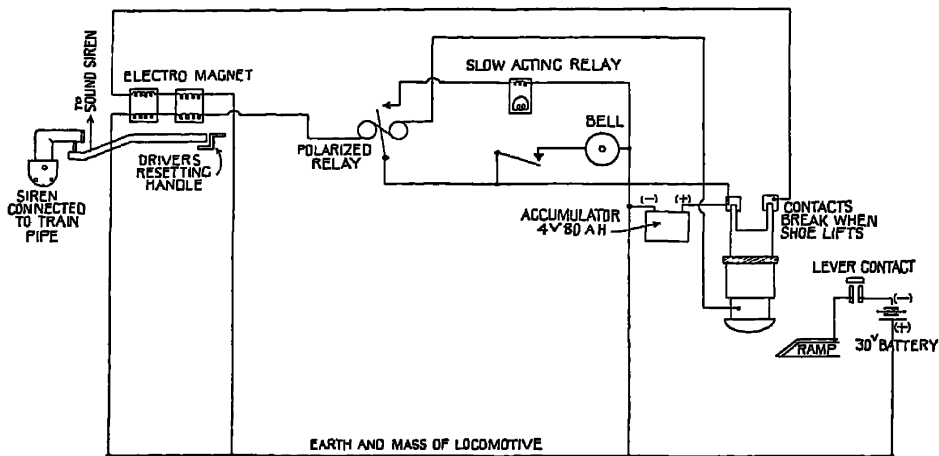 ELECTRO MAGNET
TO
SOUND SIREN
SLOW ACTING RELAY
BELL
POLARIZED
RELAY
DRIVERS
RESETTING
HANDLE
SIREN
CONNECTED
TO TRAIN
PIPE
(-) (+)
ACCUMULATOR
4V 80 AH
CONTACTS
BREAK WHEN
SHOE LIFTS
LEVER CONTACT
(-)
(+)
RAMP
30V BATTERY
EARTH AND MASS OF LOCOMOTIVE